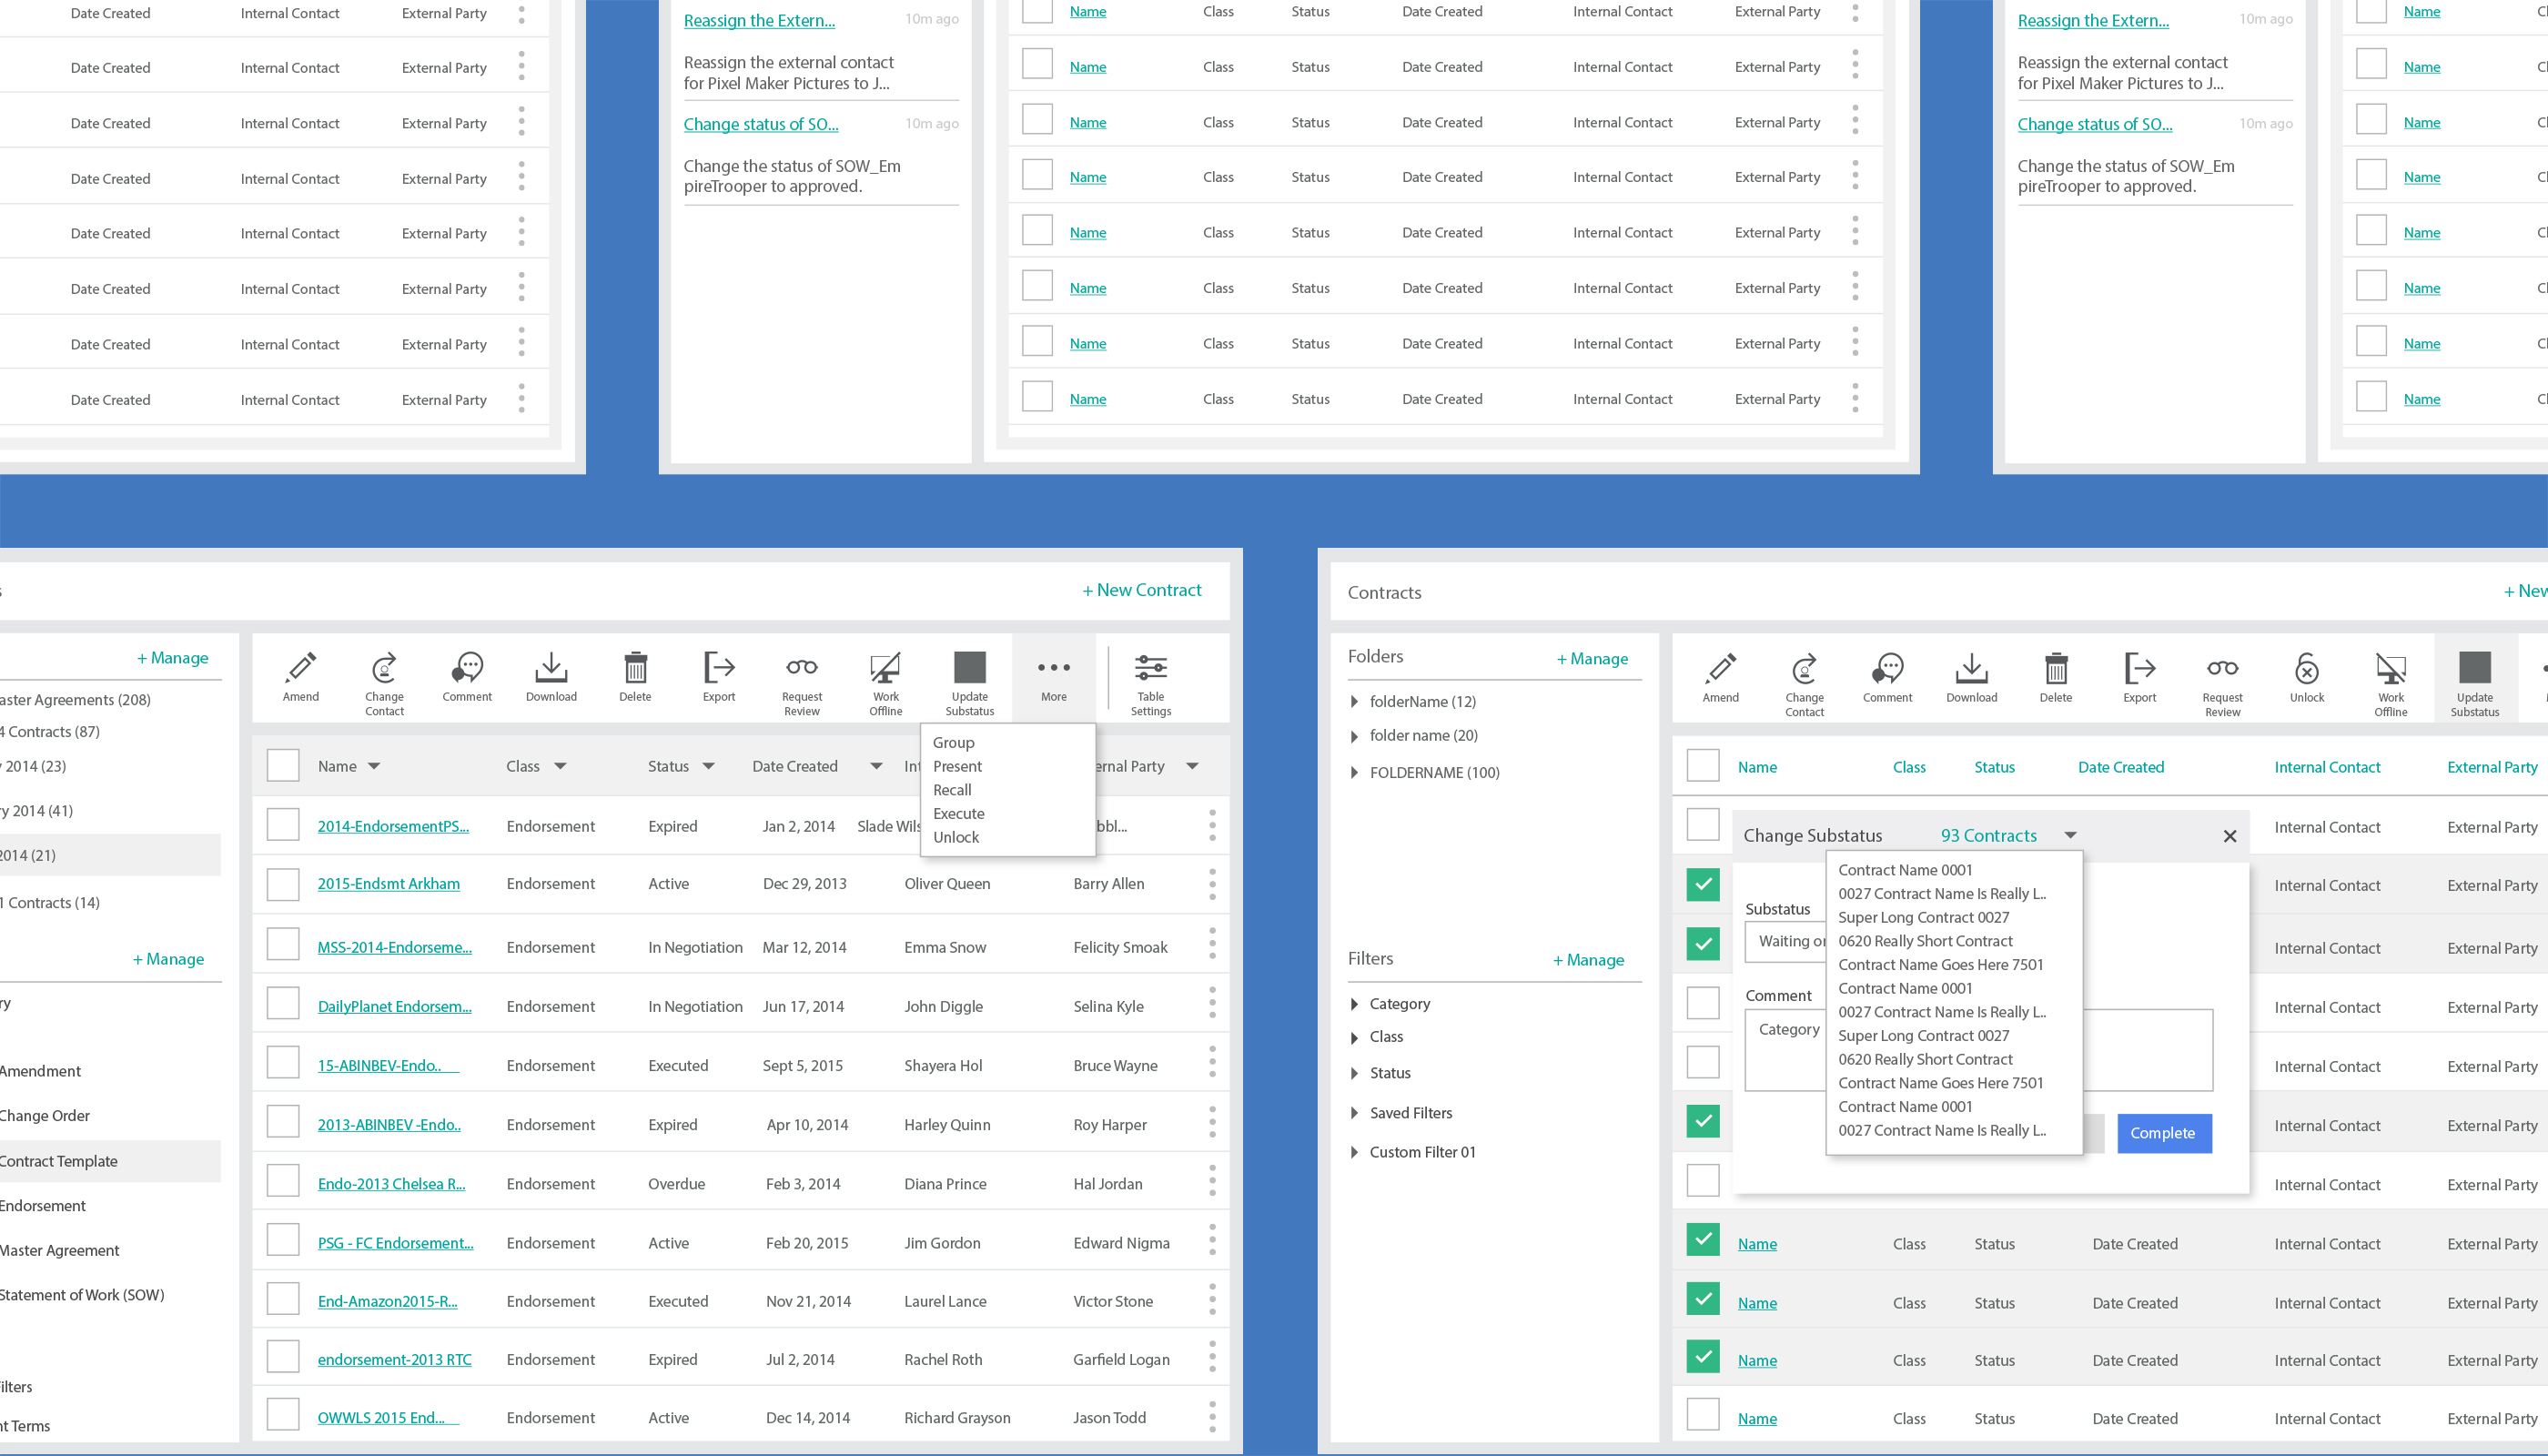 Date Created Internal Contact External Party
Date Created Internal Contact External Party
Date Created Internal Contact External Party
Date Created Internal Contact External Party
Date Created Internal Contact External Party
Date Created Internal Contact External Party
Date Created Internal Contact External Party
Date Created Internal Contact External Party
Reassign the Extern... 10m ago
Reassign the external contact
for Pixel Maker Pictures to J...
Change status of SO... 10m ago
Change the status of SOW_Em
pireTrooper to approved.
Name Class Status Date Created Internal Contact External Party
Name Class Status Date Created Internal Contact External Party
Name Class Status Date Created Internal Contact External Party
Name Class Status Date Created Internal Contact External Party
Name Class Status Date Created Internal Contact External Party
Name Class Status Date Created Internal Contact External Party
Name Class Status Date Created Internal Contact External Party
Name Class Status Date Created Internal Contact External Party
Reassign the Extern... 10m ago
Reassign the external contact
for Pixel Maker Pictures to J...
Change status of SO... 10m ago
Change the status of SOW_Em
pireTrooper to approved.
Name
Name
Name
Name
Name
Name
Name
Name
+ New Contract
+ Manage
aster Agreements (208)
4 Contracts (87)
y 2014 (23)
ry 2014 (41)
2014 (21)
1 Contracts (14)
+ Manage
ry
Amendment
Change Order
Contract Template
Endorsement
Master Agreement
Statement of Work (SOW)
ilters
nt Terms
Amend
Change
Contact
Comment
Download
Delete
Export
Request
Review
Work
Offline
Update
Substatus
More
Table
Settings
Group
Present
Recall
Execute
Unlock
Name Class Status Date Created Int ernal Party
2014-EndorsementPS... Endorsement Expired Jan 2, 2014 Slade Wils bbl...
2015-Endsmt Arkham Endorsement Active Dec 29, 2013 Oliver Queen Barry Allen
MSS-2014-Endorseme... Endorsement In Negotiation Mar 12, 2014 Emma Snow Felicity Smoak
DailyPlanet Endorsem... Endorsement In Negotiation Jun 17, 2014 John Diggle Selina Kyle
15-ABINBEV-Endo.. Endorsement Executed Sept 5, 2015 Shayera Hol Bruce Wayne
2013-ABINBEV -Endo.. Endorsement Expired Apr 10, 2014 Harley Quinn Roy Harper
Endo-2013 Chelsea R... Endorsement Overdue Feb 3, 2014 Diana Prince Hal Jordan
PSG - FC Endorsement... Endorsement Active Feb 20, 2015 Jim Gordon Edward Nigma
End-Amazon2015-R... Endorsement Executed Nov 21, 2014 Laurel Lance Victor Stone
endorsement-2013 RTC Endorsement Expired Jul 2, 2014 Rachel Roth Garfield Logan
OWWLS 2015 End... Endorsement Active Dec 14, 2014 Richard Grayson Jason Todd
Contracts
+ New
Folders + Manage
folderName (12)
folder name (20)
FOLDERNAME (100)
Filters + Manage
Category
Class
Status
Saved Filters
Custom Filter 01
Amend
Change
Contact
Comment
Download
Delete
Export
Request
Review
Unlock
Work
Offline
Update
Substatus
Name Class Status Date Created Internal Contact External Party
Internal Contact External Party
Internal Contact External Party
Internal Contact External Party
Internal Contact External Party
Internal Contact External Party
Internal Contact External Party
Internal Contact External Party
Change Substatus 93 Contracts
Substatus
Waiting or
Comment
Category
Contract Name 0001
0027 Contract Name Is Really L..
Super Long Contract 0027
0620 Really Short Contract
Contract Name Goes Here 7501
Contract Name 0001
0027 Contract Name Is Really L..
Super Long Contract 0027
0620 Really Short Contract
Contract Name Goes Here 7501
Contract Name 0001
0027 Contract Name Is Really L..
Complete
Name Class Status Date Created Internal Contact External Party
Name Class Status Date Created Internal Contact External Party
Name Class Status Date Created Internal Contact External Party
Name Class Status Date Created Internal Contact External Party